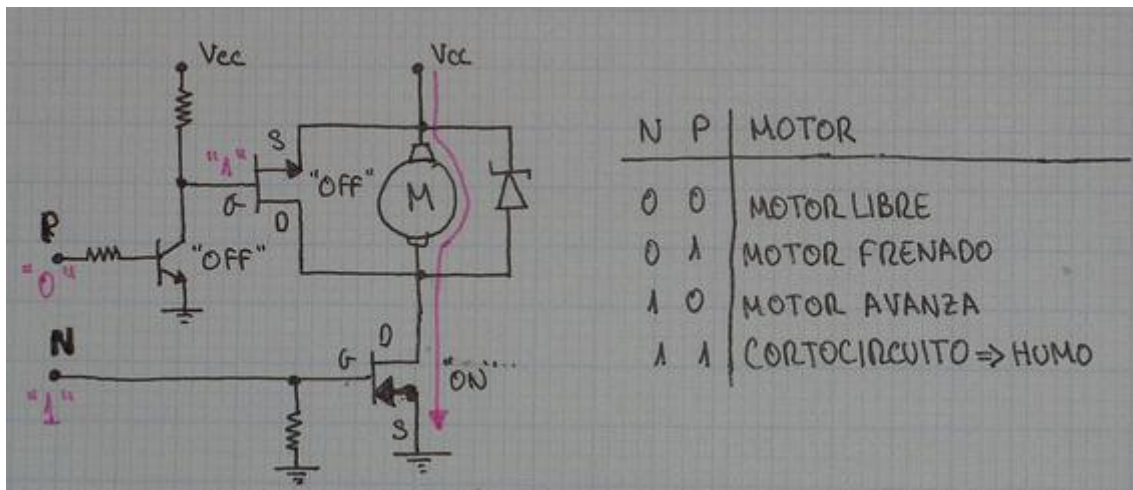 Vcc
Vcc
S
"1"
"OFF"
G
D
M
P
"OFF"
"0"
N
D
G
"ON"
"1"
S
N P MOTOR
0 0 MOTOR LIBRE
0 1 MOTOR FRENADO
1 0 MOTOR AVANZA
1 1 CORTOCIRCUITO => HUMO